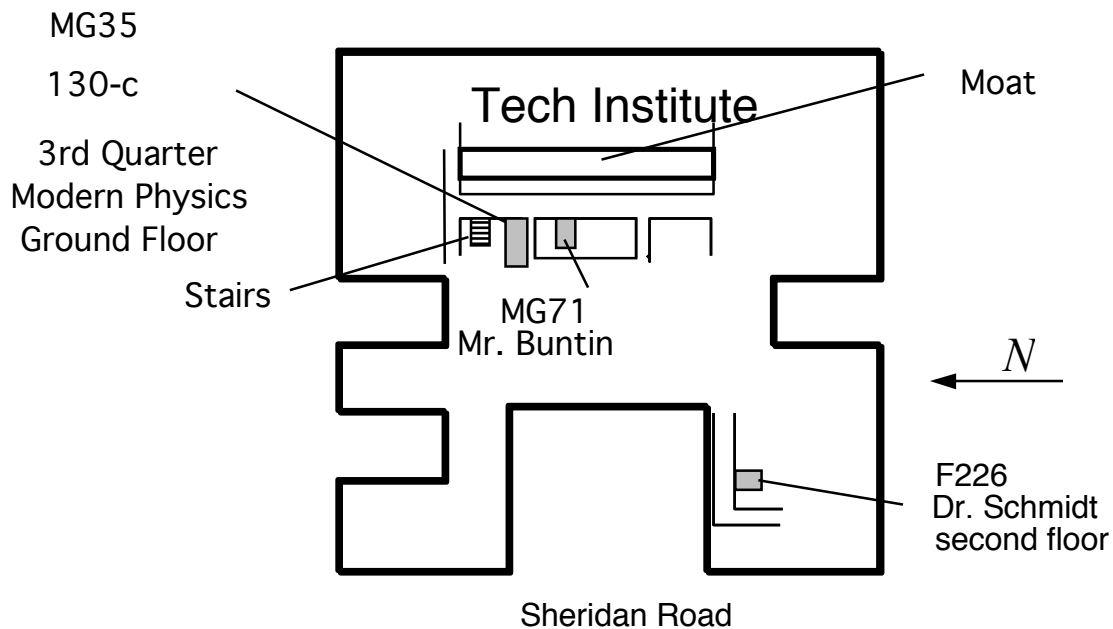 MG35
130-c
3rd Quarter
Modern Physics
Ground Floor
Tech Institute
Moat
Stairs
MG71
Mr. Buntin
N
F226
Dr. Schmidt
second floor
Sheridan Road